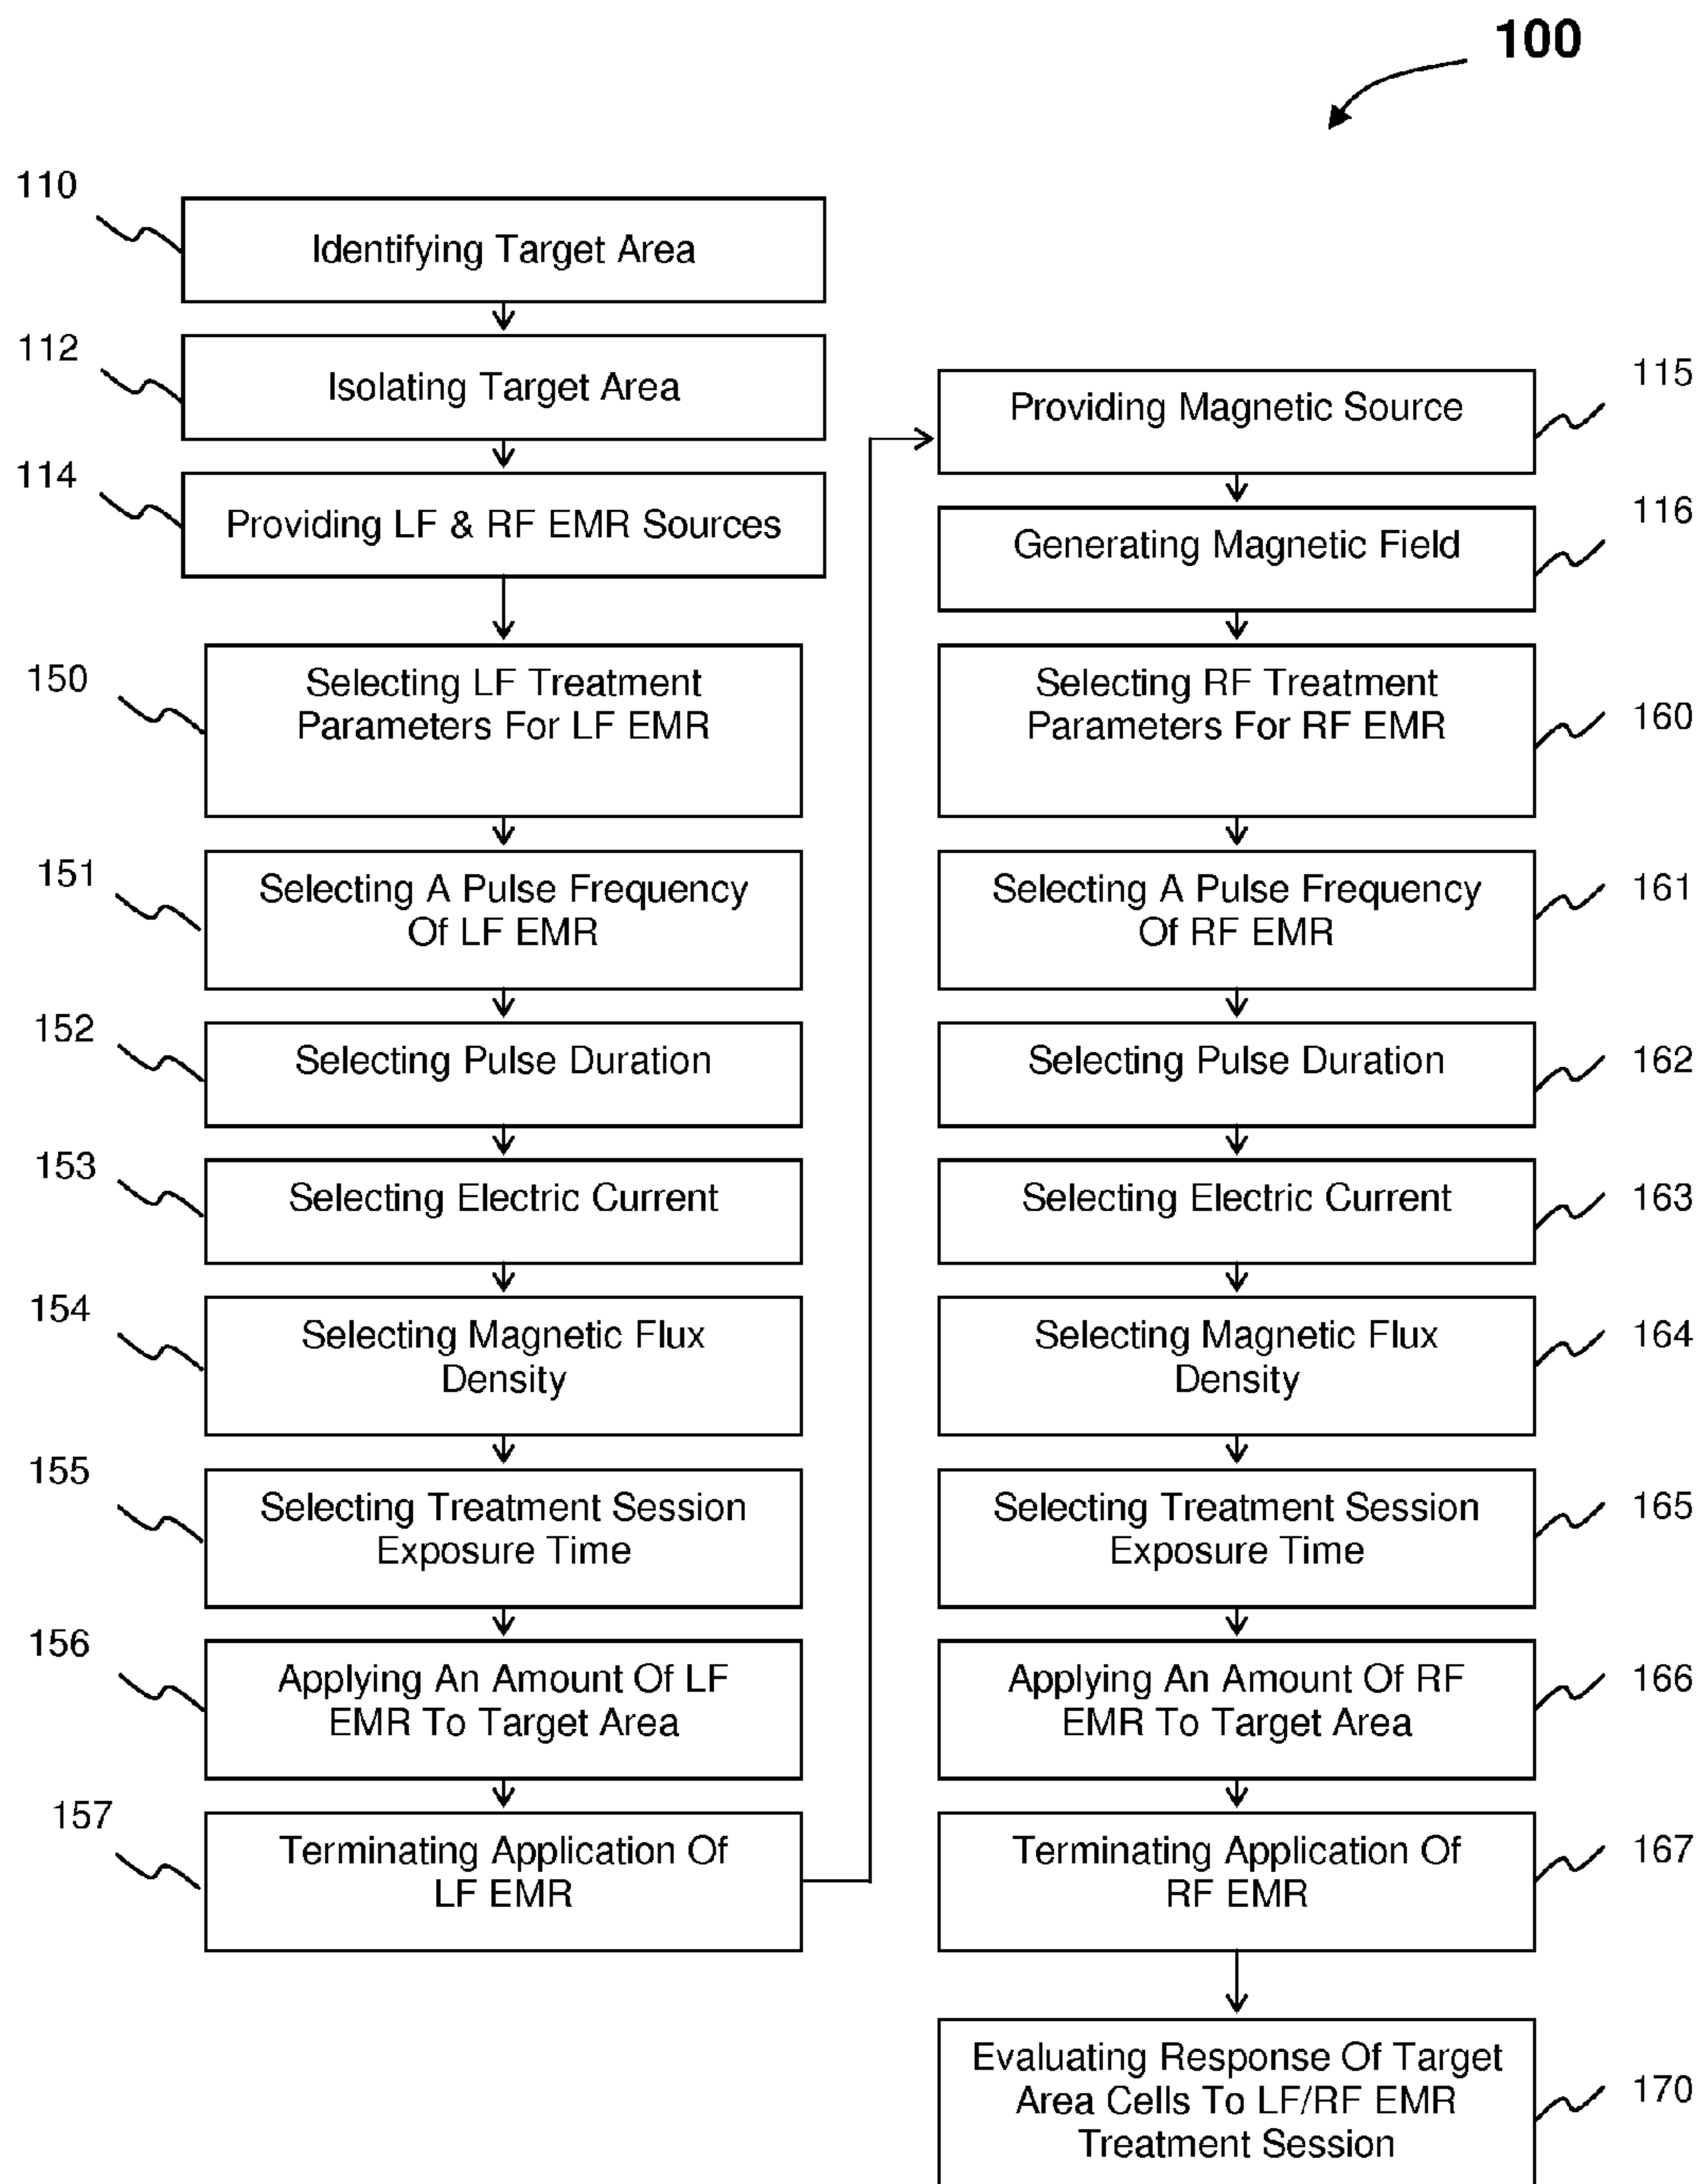 100
110
Identifying Target Area
112
Isolating Target Area
114
Providing LF & RF EMR Sources
150
Selecting LF Treatment
Parameters For LF EMR
151
Selecting A Pulse Frequency
Of LF EMR
152
Selecting Pulse Duration
153
Selecting Electric Current
154
Selecting Magnetic Flux
Density
155
Selecting Treatment Session
Exposure Time
156
Applying An Amount Of LF
EMR To Target Area
157
Terminating Application Of
LF EMR
115
Providing Magnetic Source
116
Generating Magnetic Field
160
Selecting RF Treatment
Parameters For RF EMR
161
Selecting A Pulse Frequency
Of RF EMR
162
Selecting Pulse Duration
163
Selecting Electric Current
164
Selecting Magnetic Flux
Density
165
Selecting Treatment Session
Exposure Time
166
Applying An Amount Of RF
EMR To Target Area
167
Terminating Application Of
RF EMR
170
Evaluating Response Of Target
Area Cells To LF/RF EMR
Treatment Session